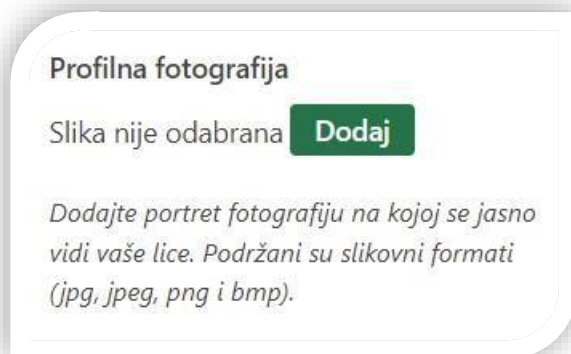 Profilna fotografija
Slika nije odabrana Dodaj
Dodajte portret fotografiju na kojoj se jasno
vidi vaše lice. Podržani su slikovni formati
(jpg, jpeg, png i bmp).